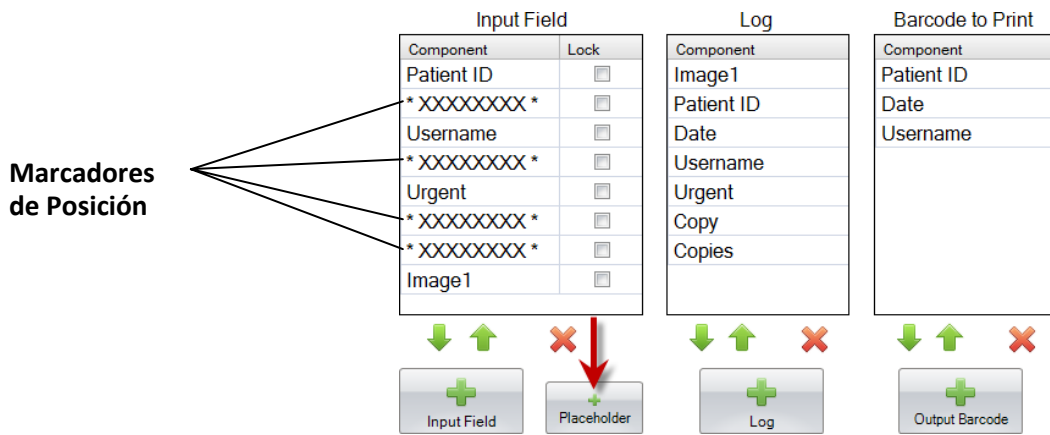 Input Field
Log
Barcode to Print
Component Lock
Patient ID
* XXXXXXXX *
Username
* XXXXXXXX *
Urgent
* XXXXXXXX *
* XXXXXXXX *
Image1
Component
Image1
Patient ID
Date
Username
Urgent
Copy
Copies
Component
Patient ID
Date
Username
Marcadores
de Posición
Input Field
Placeholder
Log
Output Barcode